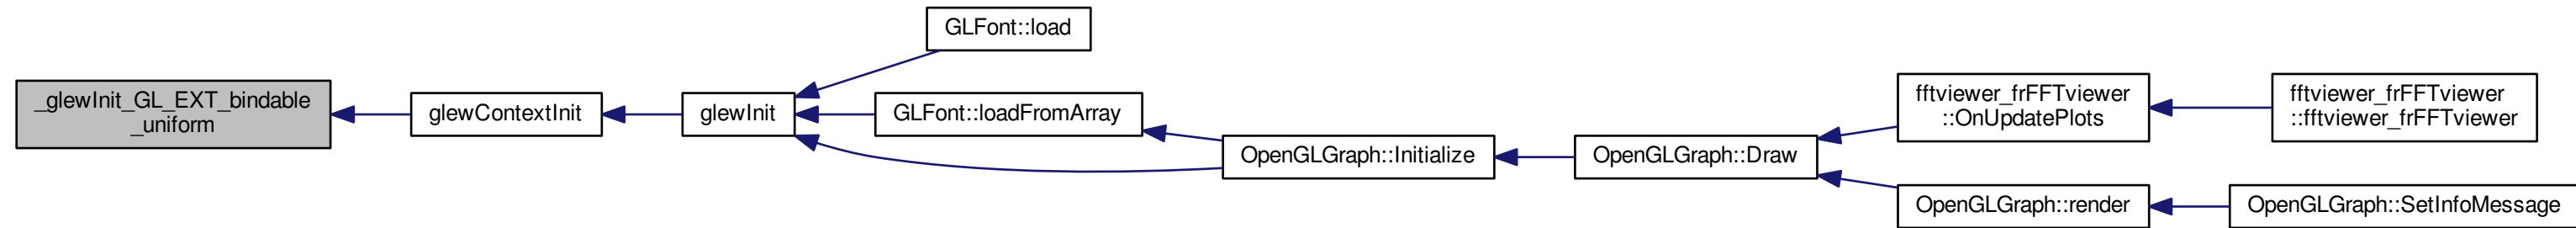 GLFont::load
_glewInit_GL_EXT_bindable
_uniform
glewContextInit
glewInit
GLFont::loadFromArray
OpenGLGraph::Initialize
OpenGLGraph::Draw
fftviewer_frFFTviewer
::OnUpdatePlots
fftviewer_frFFTviewer
::fftviewer_frFFTviewer
OpenGLGraph::render
OpenGLGraph::SetInfoMessage